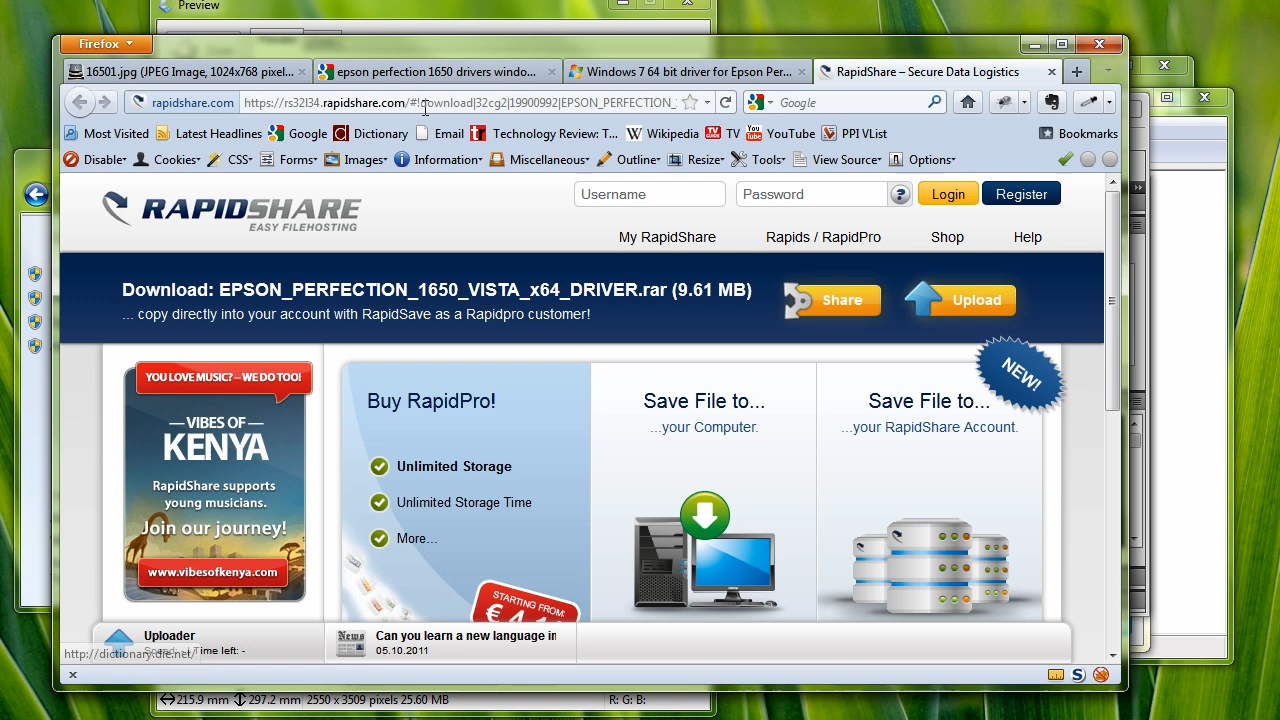 Preview
Firefox
16501.jpg (JPEG Image, 1024x768 pixel...
epson perfection 1650 drivers windo...
Windows 7 64 bit driver for Epson Per...
RapidShare – Secure Data Logistics
rapidshare.com
https://rs32l34.rapidshare.com/#!download|32cg2|19900992|EPSON_PERFECTION_
Google
Most Visited
Latest Headlines
Google
Dictionary
Email
Technology Review: T...
Wikipedia
TV
YouTube
PPI VList
Bookmarks
Disable
Cookies
CSS
Forms
Images
Information
Miscellaneous
Outline
Resize
Tools
View Source
Options
RAPIDSHARE
EASY FILEHOSTING
Username
Password
?
Login
Register
My RapidShare
Rapids / RapidPro
Shop
Help
Download: EPSON_PERFECTION_1650_VISTA_x64_DRIVER.rar (9.61 MB)
... copy directly into your account with RapidSave as a Rapidpro customer!
Share
Upload
NEW!
YOU LOVE MUSIC? – WE DO TOO!
VIBES OF
KENYA
RapidShare supports
young musicians.
Join our journey!
www.vibesofkenya.com
Buy RapidPro!
Unlimited Storage
Unlimited Storage Time
More...
STARTING FROM:
Save File to...
...your Computer.
Save File to...
...your RapidShare Account.
Uploader
Time left: -
News
Can you learn a new language in
05.10.2011
http://dictionary.die.net/
215.9 mm
297.2 mm
2550 x 3509 pixels 25.60 MB
R: G: B: